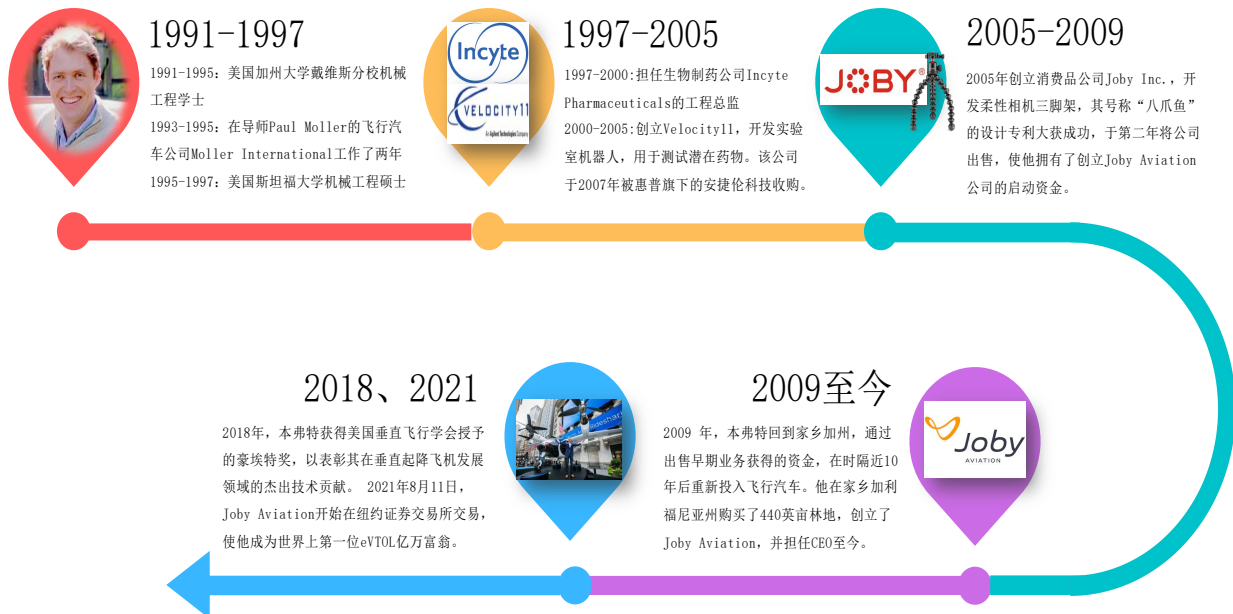 1991-1997
1991-1995: 美国加州大学戴维斯分校机械
工程学士
1993-1995: 在导师Paul Moller的飞行汽
车公司Moller International工作了两年
1995-1997: 美国斯坦福大学机械工程硕士
Incyte
VELOCITY11
An Agilent Technologies Company
1997-2005
1997-2000:担任生物制药公司Incyte
Pharmaceuticals的工程总监
2000-2005:创立Velocity11, 开发实验
室机器人, 用于测试潜在药物。该公司
于2007年被惠普旗下的安捷伦科技收购。
JOBY®
2005-2009
2005年创立消费品公司Joby Inc., 开
发柔性相机三脚架, 其号称“八爪鱼”
的设计专利大获成功, 于第二年将公司
出售, 使他拥有了创立Joby Aviation
公司的启动资金。
2018、2021
2018年, 本弗特获得美国垂直飞行学会授予
的豪埃特奖, 以表彰其在垂直起降飞机发展
领域的杰出技术贡献。 2021年8月11日,
Joby Aviation开始在纽约证券交易所交易,
使他成为世界上第一位eVTOL亿万富翁。
2009至今
2009 年, 本弗特回到家乡加州, 通过
出售早期业务获得的资金, 在时隔近10
年后重新投入飞行汽车。他在家乡加利
福尼亚州购买了440英亩林地, 创立了
Joby Aviation, 并担任CEO至今。
Joby
AVIATION